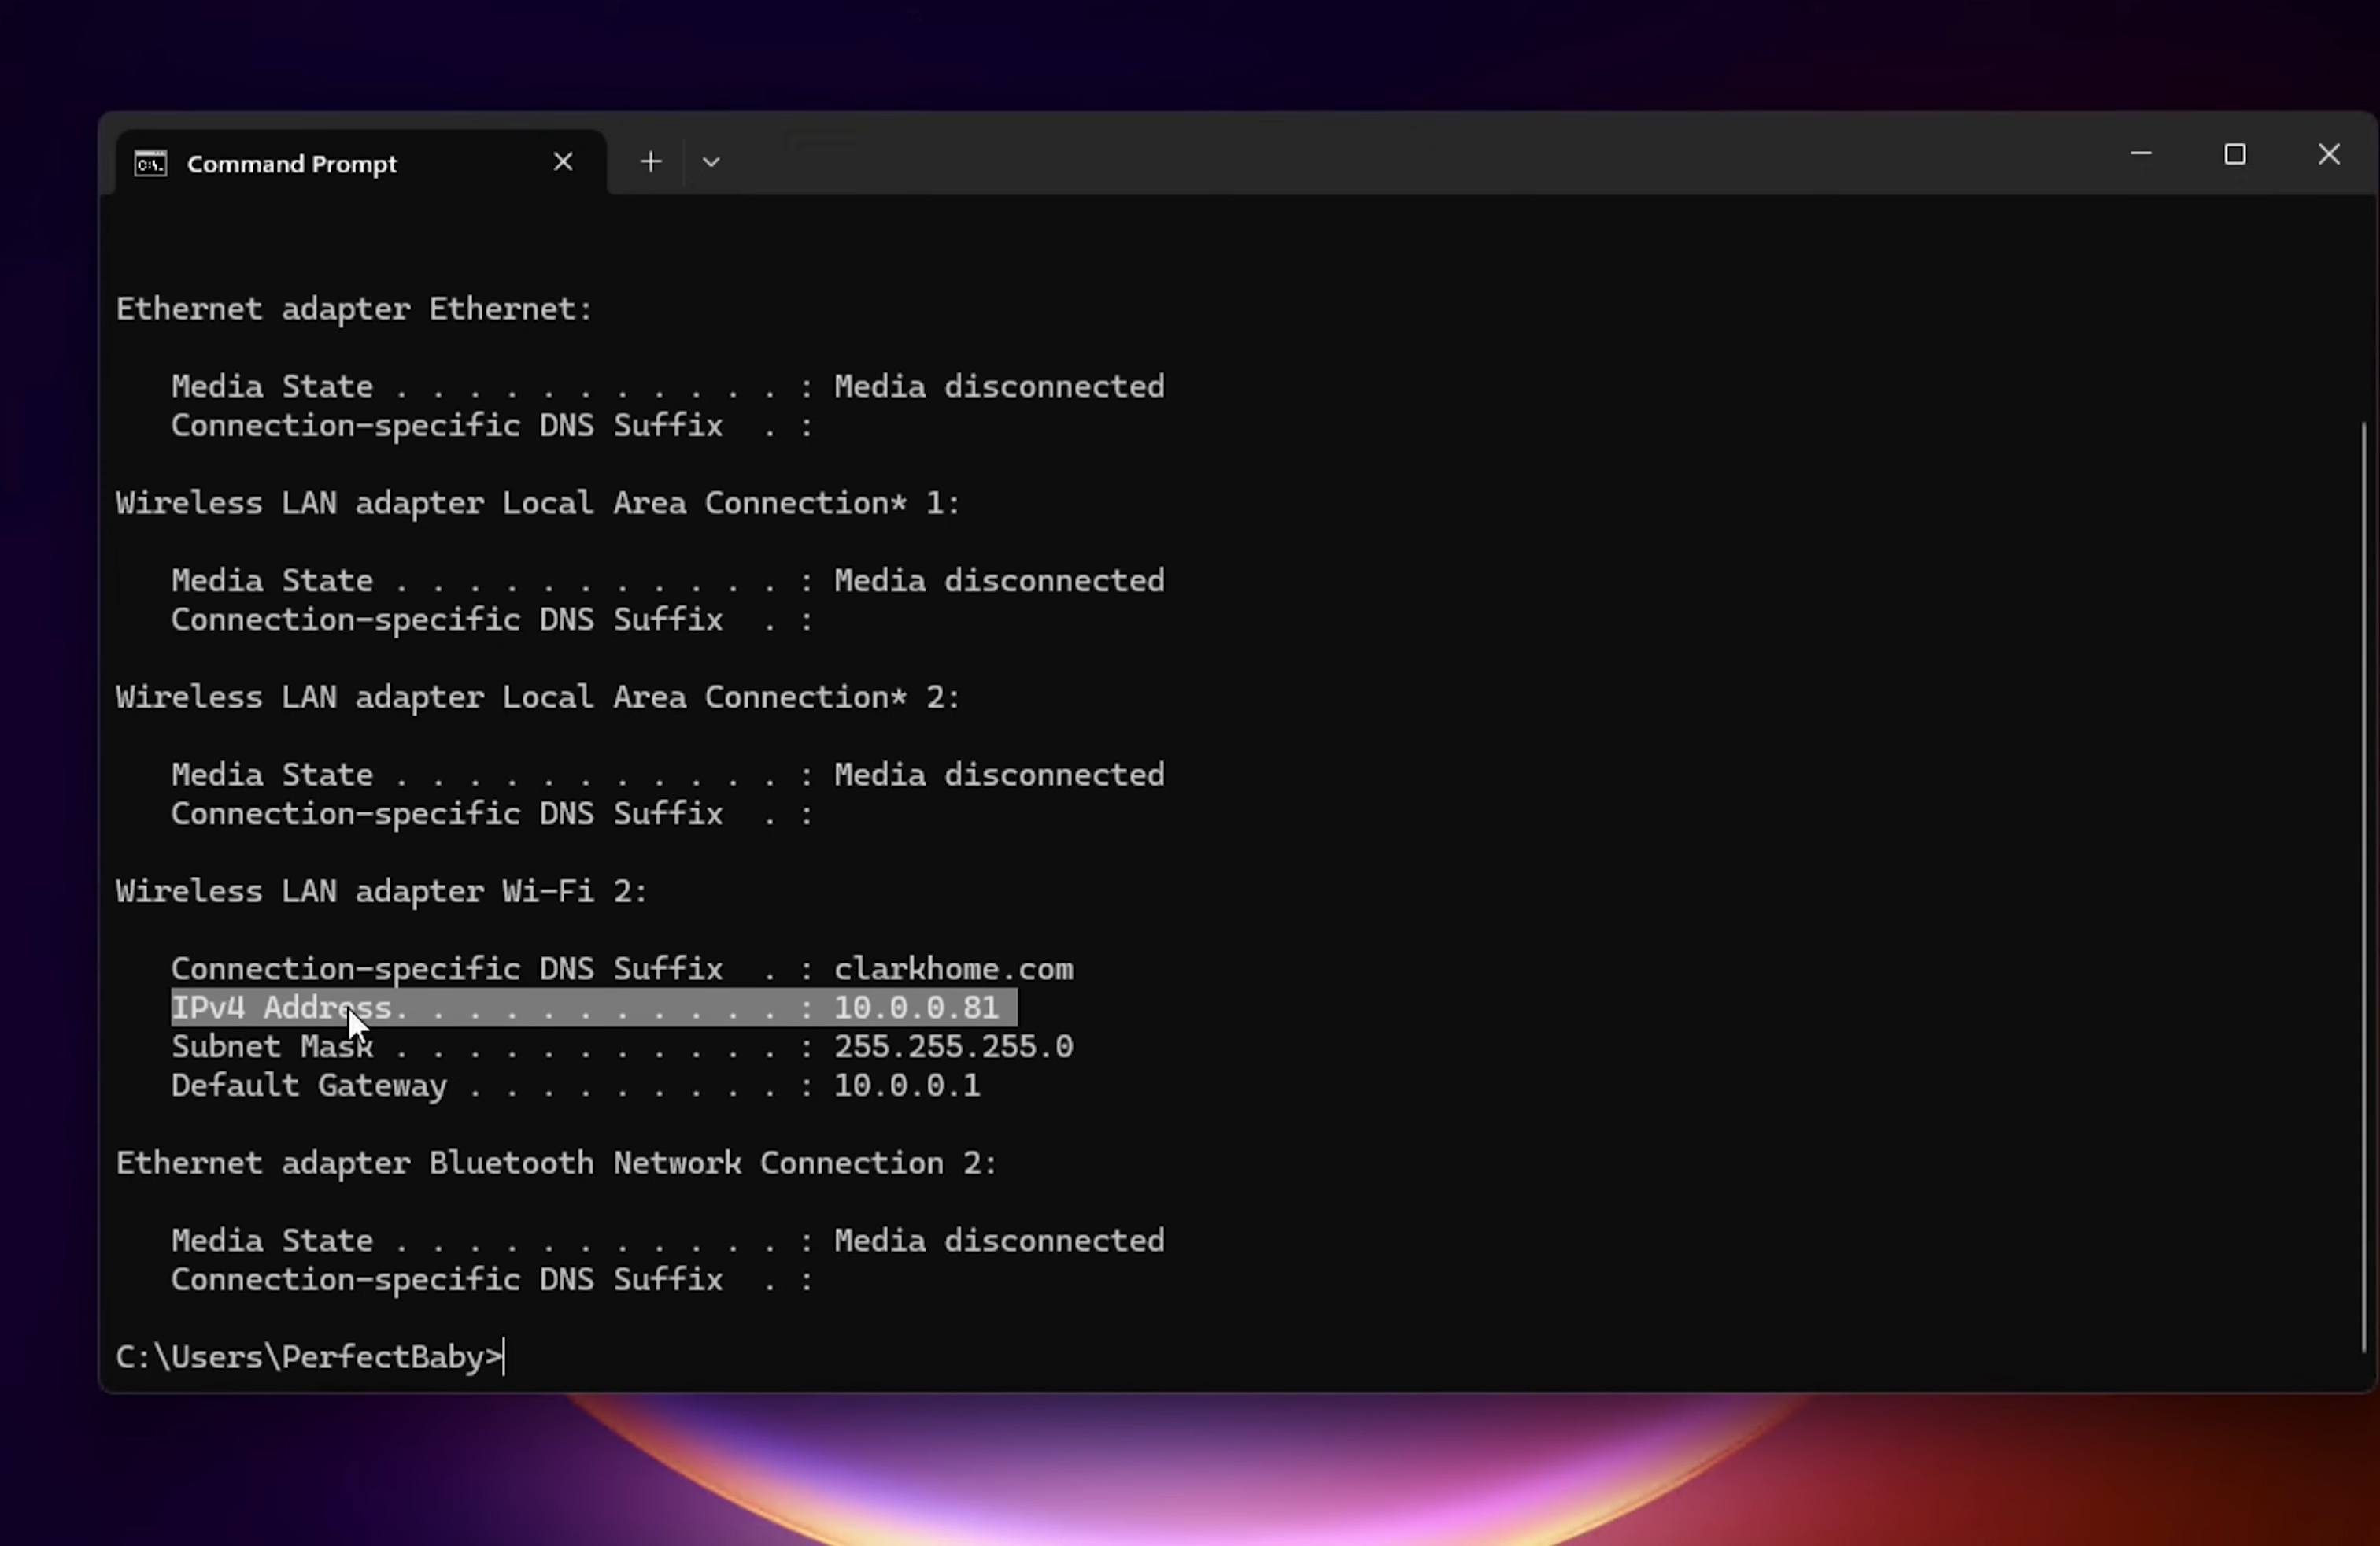 Command Prompt
Ethernet adapter Ethernet:
Media State . . . . . . . . . . . : Media disconnected
Connection-specific DNS Suffix  . :
Wireless LAN adapter Local Area Connection* 1:
Media State . . . . . . . . . . . : Media disconnected
Connection-specific DNS Suffix  . :
Wireless LAN adapter Local Area Connection* 2:
Media State . . . . . . . . . . . : Media disconnected
Connection-specific DNS Suffix  . :
Wireless LAN adapter Wi-Fi 2:
Connection-specific DNS Suffix  . : clarkhome.com
IPv4 Address. . . . . . . . . . . : 10.0.0.81
Subnet Mask . . . . . . . . . . . : 255.255.255.0
Default Gateway . . . . . . . . . : 10.0.0.1
Ethernet adapter Bluetooth Network Connection 2:
Media State . . . . . . . . . . . : Media disconnected
Connection-specific DNS Suffix  . :
C:\Users\PerfectBaby>